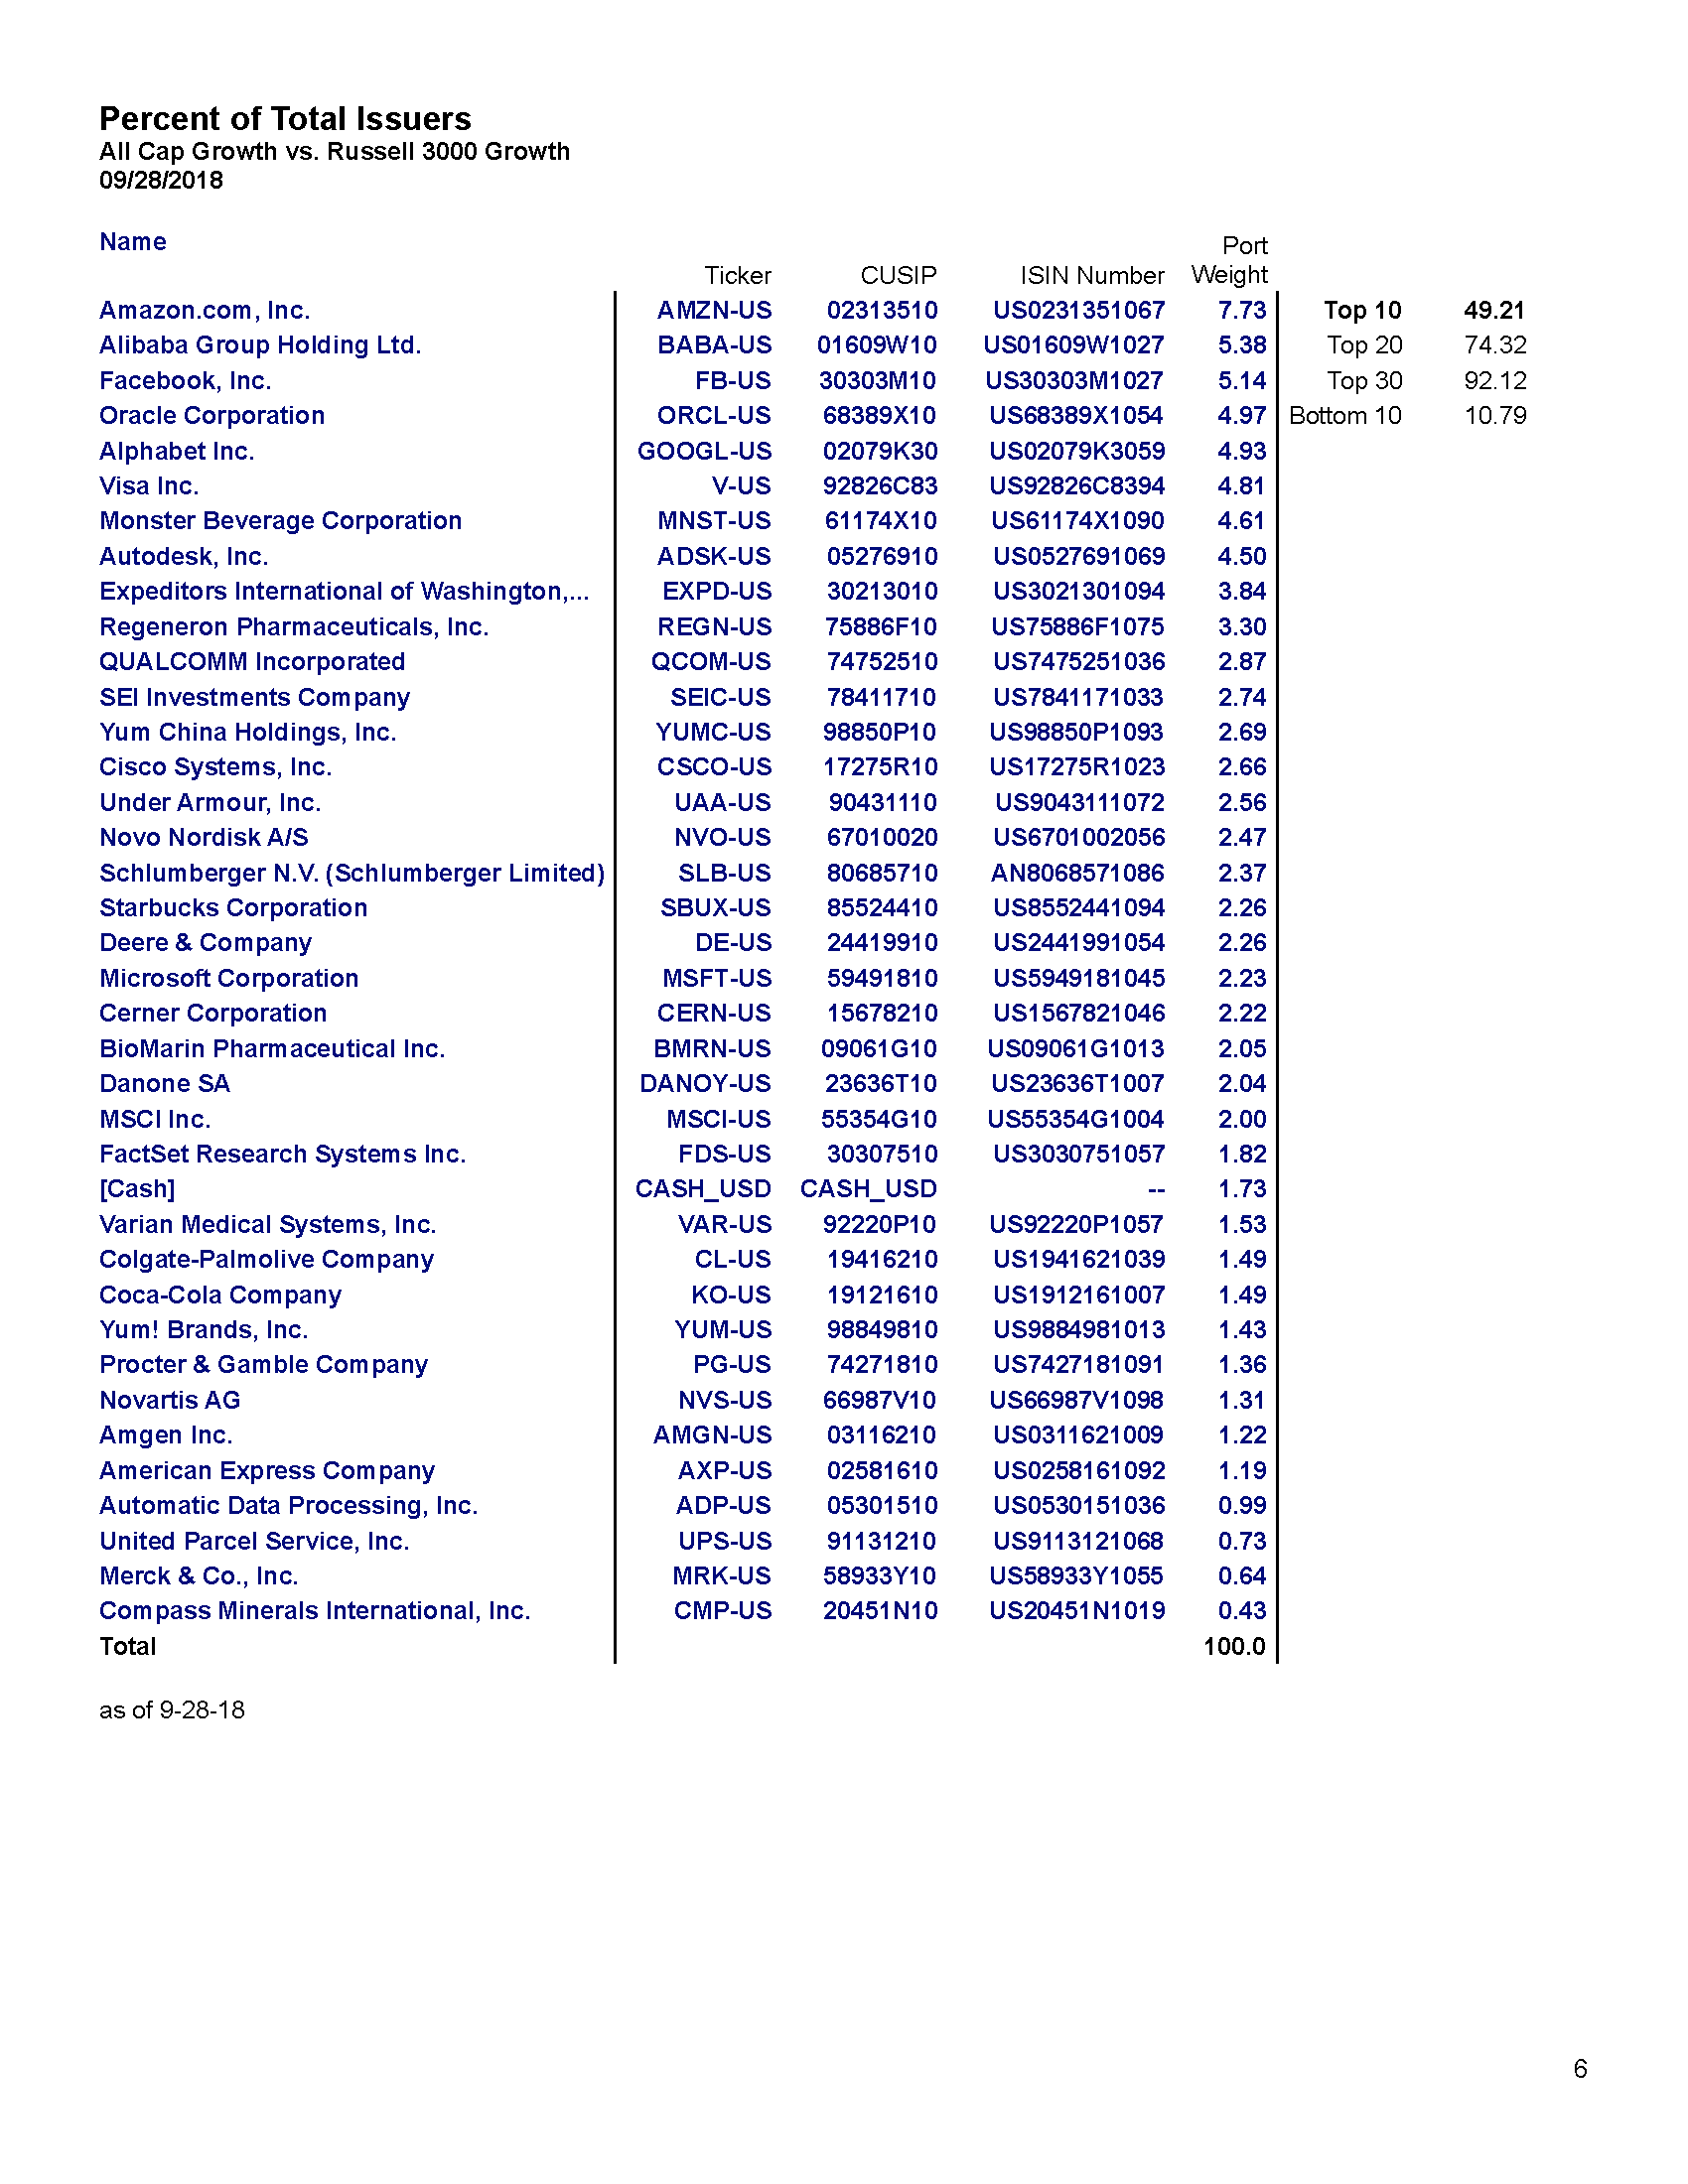 Percent of Total Issuers
All Cap Growth vs. Russell 3000 Growth
09/28/2018
Name Ticker CUSIP ISIN Number Port Weight
Amazon.com, Inc. AMZN-US 02313510 US0231351067 7.73 Top 10 49.21
Alibaba Group Holding Ltd. BABA-US 01609W10 US01609W1027 5.38 Top 20 74.32
Facebook, Inc. FB-US 30303M10 US30303M1027 5.14 Top 30 92.12
Oracle Corporation ORCL-US 68389X10 US68389X1054 4.97 Bottom 10 10.79
Alphabet Inc. GOOGL-US 02079K30 US02079K3059 4.93
Visa Inc. V-US 92826C83 US92826C8394 4.81
Monster Beverage Corporation MNST-US 61174X10 US61174X1090 4.61
Autodesk, Inc. ADSK-US 05276910 US0527691069 4.50
Expeditors International of Washington,... EXPD-US 30213010 US3021301094 3.84
Regeneron Pharmaceuticals, Inc. REGN-US 75886F10 US75886F1075 3.30
QUALCOMM Incorporated QCOM-US 74752510 US7475251036 2.87
SEI Investments Company SEIC-US 78411710 US7841171033 2.74
Yum China Holdings, Inc. YUMC-US 98850P10 US98850P1093 2.69
Cisco Systems, Inc. CSCO-US 17275R10 US17275R1023 2.66
Under Armour, Inc. UAA-US 90431110 US9043111072 2.56
Novo Nordisk A/S NVO-US 67010020 US6701002056 2.47
Schlumberger N.V. (Schlumberger Limited) SLB-US 80685710 AN8068571086 2.37
Starbucks Corporation SBUX-US 85524410 US8552441094 2.26
Deere & Company DE-US 24419910 US2441991054 2.26
Microsoft Corporation MSFT-US 59491810 US5949181045 2.23
Cerner Corporation CERN-US 15678210 US1567821046 2.22
BioMarin Pharmaceutical Inc. BMRN-US 09061G10 US09061G1013 2.05
Danone SA DANOY-US 23636T10 US23636T1007 2.04
MSCI Inc. MSCI-US 55354G10 US55354G1004 2.00
FactSet Research Systems Inc. FDS-US 30307510 US3030751057 1.82
[Cash] CASH_USD CASH_USD -- 1.73
Varian Medical Systems, Inc. VAR-US 92220P10 US92220P1057 1.53
Colgate-Palmolive Company CL-US 19416210 US1941621039 1.49
Coca-Cola Company KO-US 19121610 US1912161007 1.49
Yum! Brands, Inc. YUM-US 98849810 US9884981013 1.43
Procter & Gamble Company PG-US 74271810 US7427181091 1.36
Novartis AG NVS-US 66987V10 US66987V1098 1.31
Amgen Inc. AMGN-US 03116210 US0311621009 1.22
American Express Company AXP-US 02581610 US0258161092 1.19
Automatic Data Processing, Inc. ADP-US 05301510 US0530151036 0.99
United Parcel Service, Inc. UPS-US 91131210 US9113121068 0.73
Merck & Co., Inc. MRK-US 58933Y10 US58933Y1055 0.64
Compass Minerals International, Inc. CMP-US 20451N10 US20451N1019 0.43
Total 100.0
as of 9-28-18
6